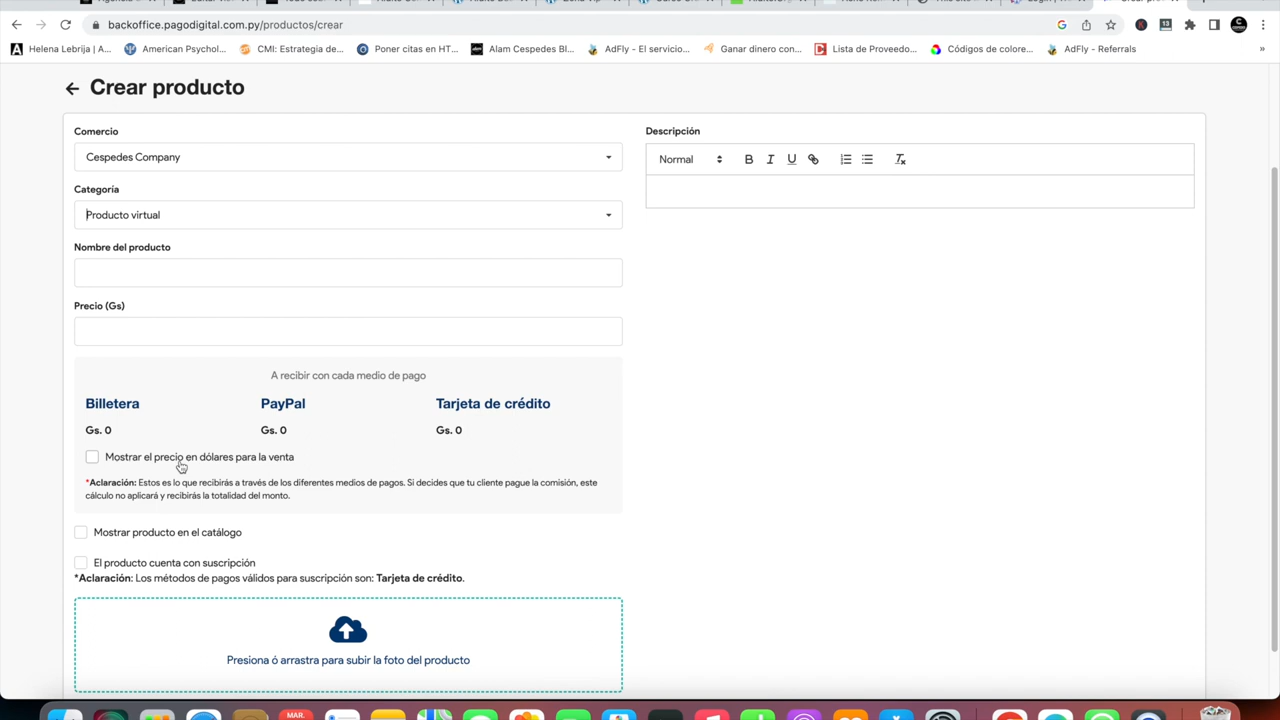 backoffice.pagodigital.com.py/productos/crear
Helena Lebrija | A...
American Psychol...
CMI: Estrategia de...
Poner citas en HT...
Alam Cespedes Bl...
AdFly - El servicio...
Ganar dinero con...
Lista de Proveedo...
Códigos de colore...
AdFly - Referrals
»
Crear producto
Comercio
Cespedes Company
Categoría
Producto virtual
Nombre del producto
Precio (Gs)
A recibir con cada medio de pago
Billetera PayPal Tarjeta de crédito
Gs. 0 Gs. 0 Gs. 0
Mostrar el precio en dólares para la venta
*Aclaración: Estos es lo que recibirás a través de los diferentes medios de pagos. Si decides que tu cliente pague la comisión, este
cálculo no aplicará y recibirás la totalidad del monto.
Mostrar producto en el catálogo
El producto cuenta con suscripción
*Aclaración: Los métodos de pagos válidos para suscripción son: Tarjeta de crédito.
Presiona ó arrastra para subir la foto del producto
Descripción
Normal B I U
MAR.